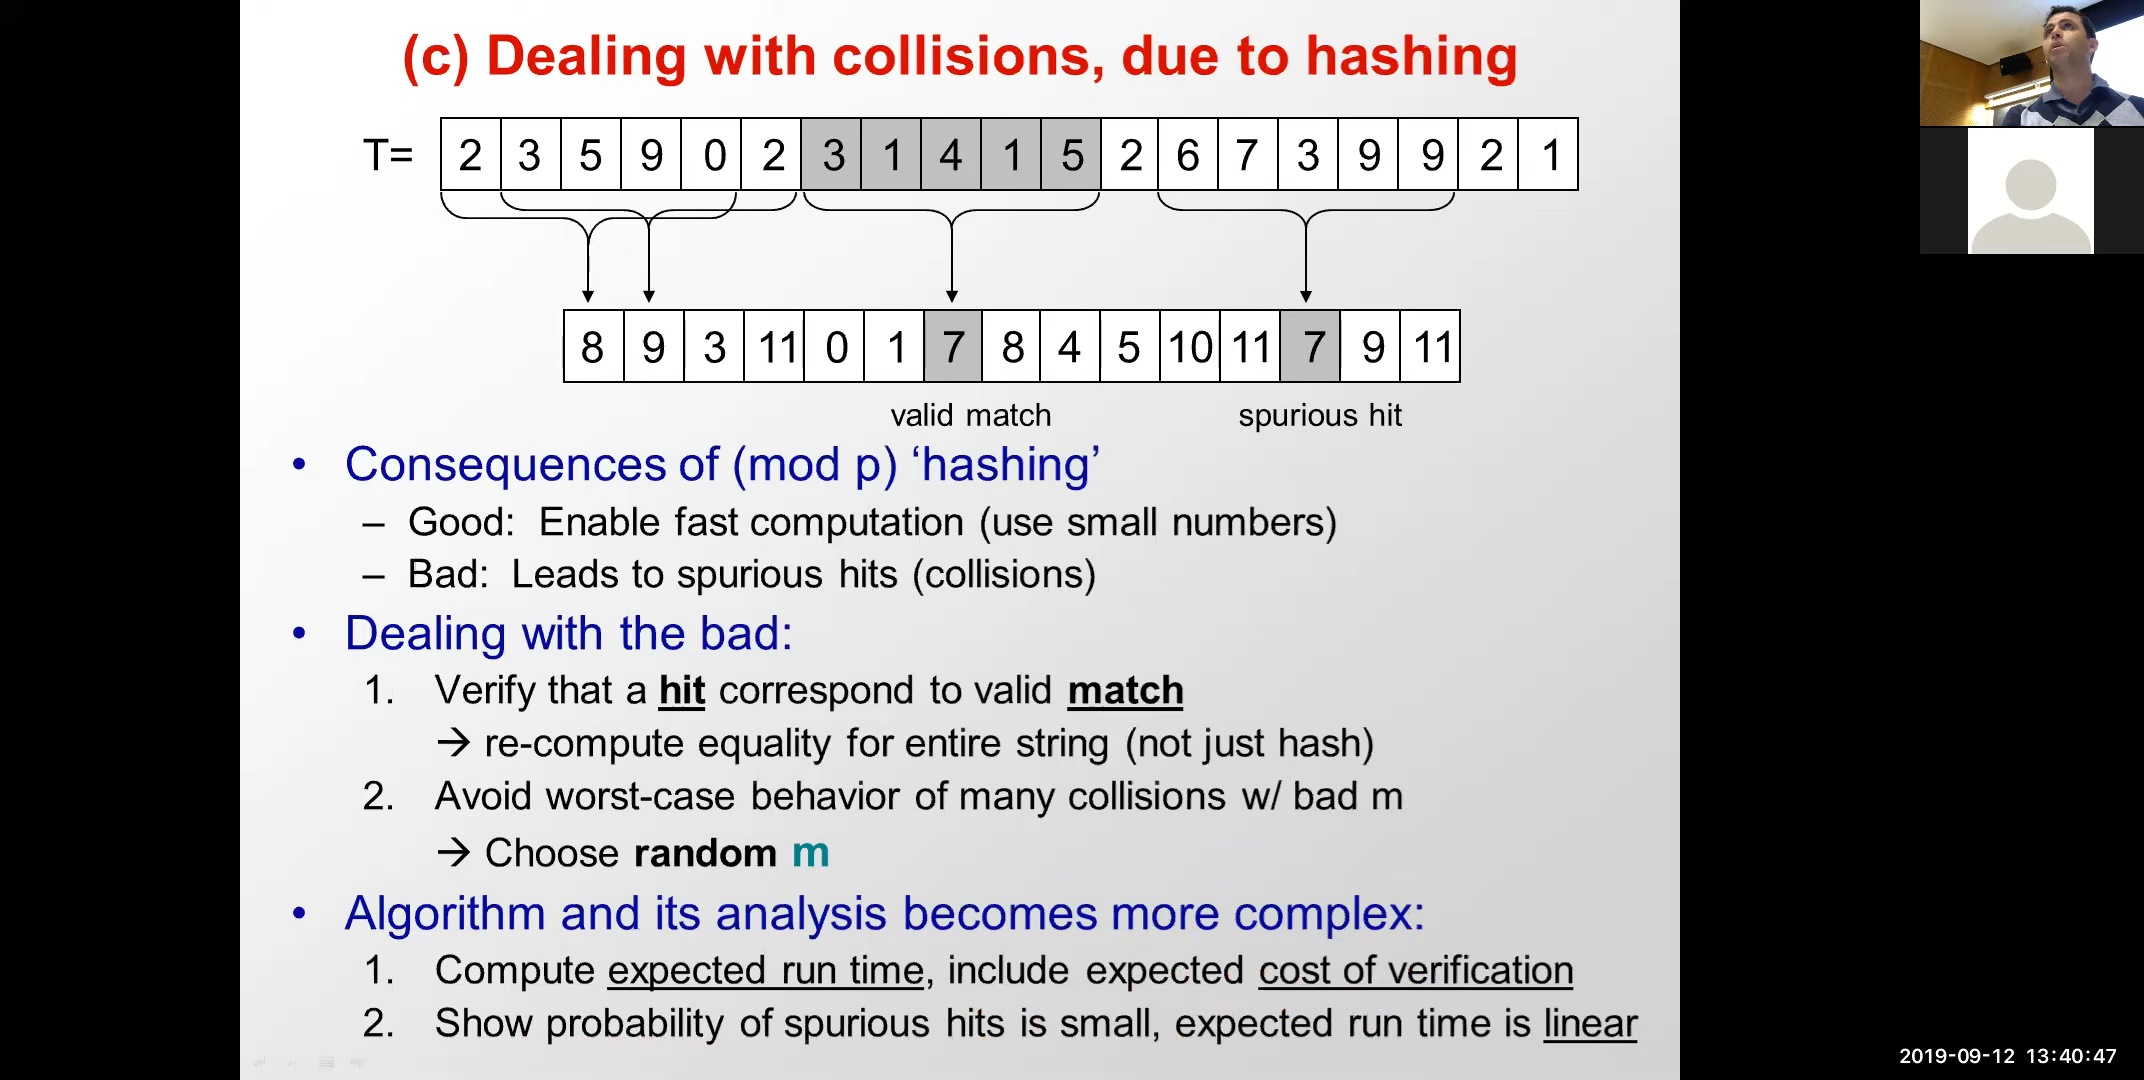 (c) Dealing with collisions, due to hashing
T= 2 3 5 9 0 2 3 1 4 1 5 2 6 7 3 9 9 2 1
8 9 3 11 0 1 7 8 4 5 10 11 7 9 11
valid match spurious hit
• Consequences of (mod p) ‘hashing’
– Good: Enable fast computation (use small numbers)
– Bad: Leads to spurious hits (collisions)
• Dealing with the bad:
1. Verify that a hit correspond to valid match
→ re-compute equality for entire string (not just hash)
2. Avoid worst-case behavior of many collisions w/ bad m
→ Choose random m
• Algorithm and its analysis becomes more complex:
1. Compute expected run time, include expected cost of verification
2. Show probability of spurious hits is small, expected run time is linear
2019-09-12 13:40:47